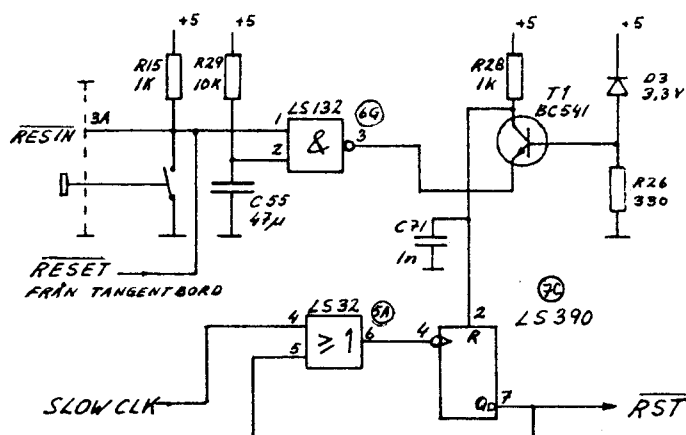 +5
+5
+5
+5
R15
1K
R29
10K
R28
1K
T1
BC541
D3
3,3V
LS132
6G
RESIN
3A
1
2
&
3
C55
47µ
R26
330
C71
1n
RESET
FRÅN TANGENTBORD
LS32
5A
4
5
≥1
6
4
2
R
7C
LS390
Q
7
SLOW CLK
RST